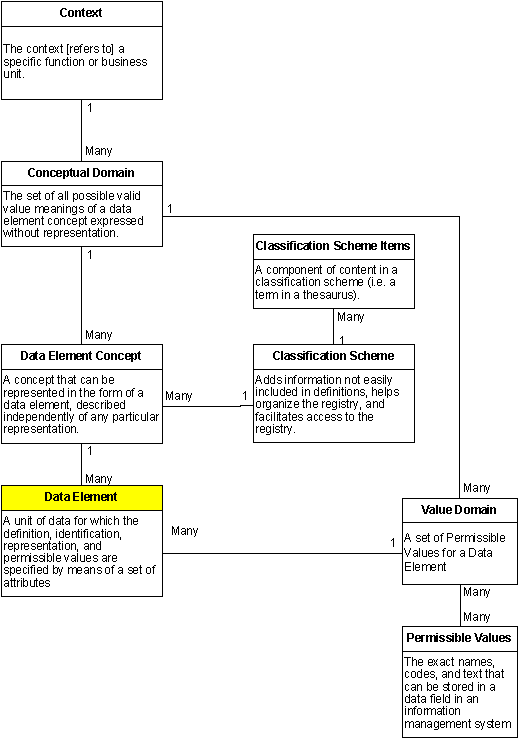 Context
The context [refers to] a
specific function or business
unit.
1
Many
Conceptual Domain
The set of all possible valid
value meanings of a data
element concept expressed
without representation.
1
1
Classification Scheme Items
A component of content in a
classification scheme (i.e. a
term in a thesaurus).
Many
Many
1
Data Element Concept
A concept that can be
represented in the form of a
data element, described
independently of any particular
representation.
Many
1
Classification Scheme
Adds information not easily
included in definitions, helps
organize the registry, and
facilitates access to the
registry.
1
Many
Data Element
A unit of data for which the
definition, identification,
representation, and
permissible values are
specified by means of a set of
attributes
Many
1
Many
Value Domain
A set of Permissible
Values for a Data
Element
Many
Many
Permissible Values
The exact names,
codes, and text that
can be stored in a
data field in an
information
management system